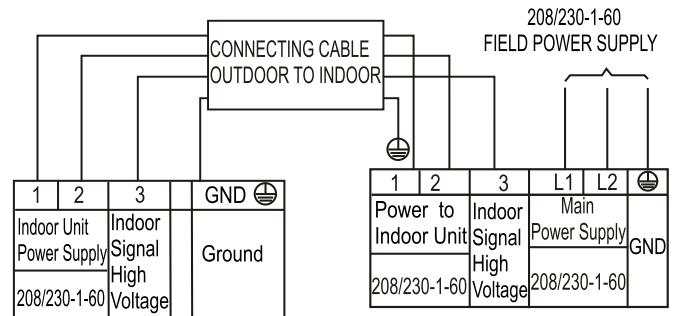 208/230-1-60
FIELD POWER SUPPLY
CONNECTING CABLE
OUTDOOR TO INDOOR
1 2 3 GND
Indoor Unit
Power Supply
208/230-1-60
Indoor
Signal
High
Voltage
Ground
1 2 3 L1 L2
Power to
Indoor Unit
208/230-1-60
Indoor
Signal
High
Voltage
Main
Power Supply
208/230-1-60
GND